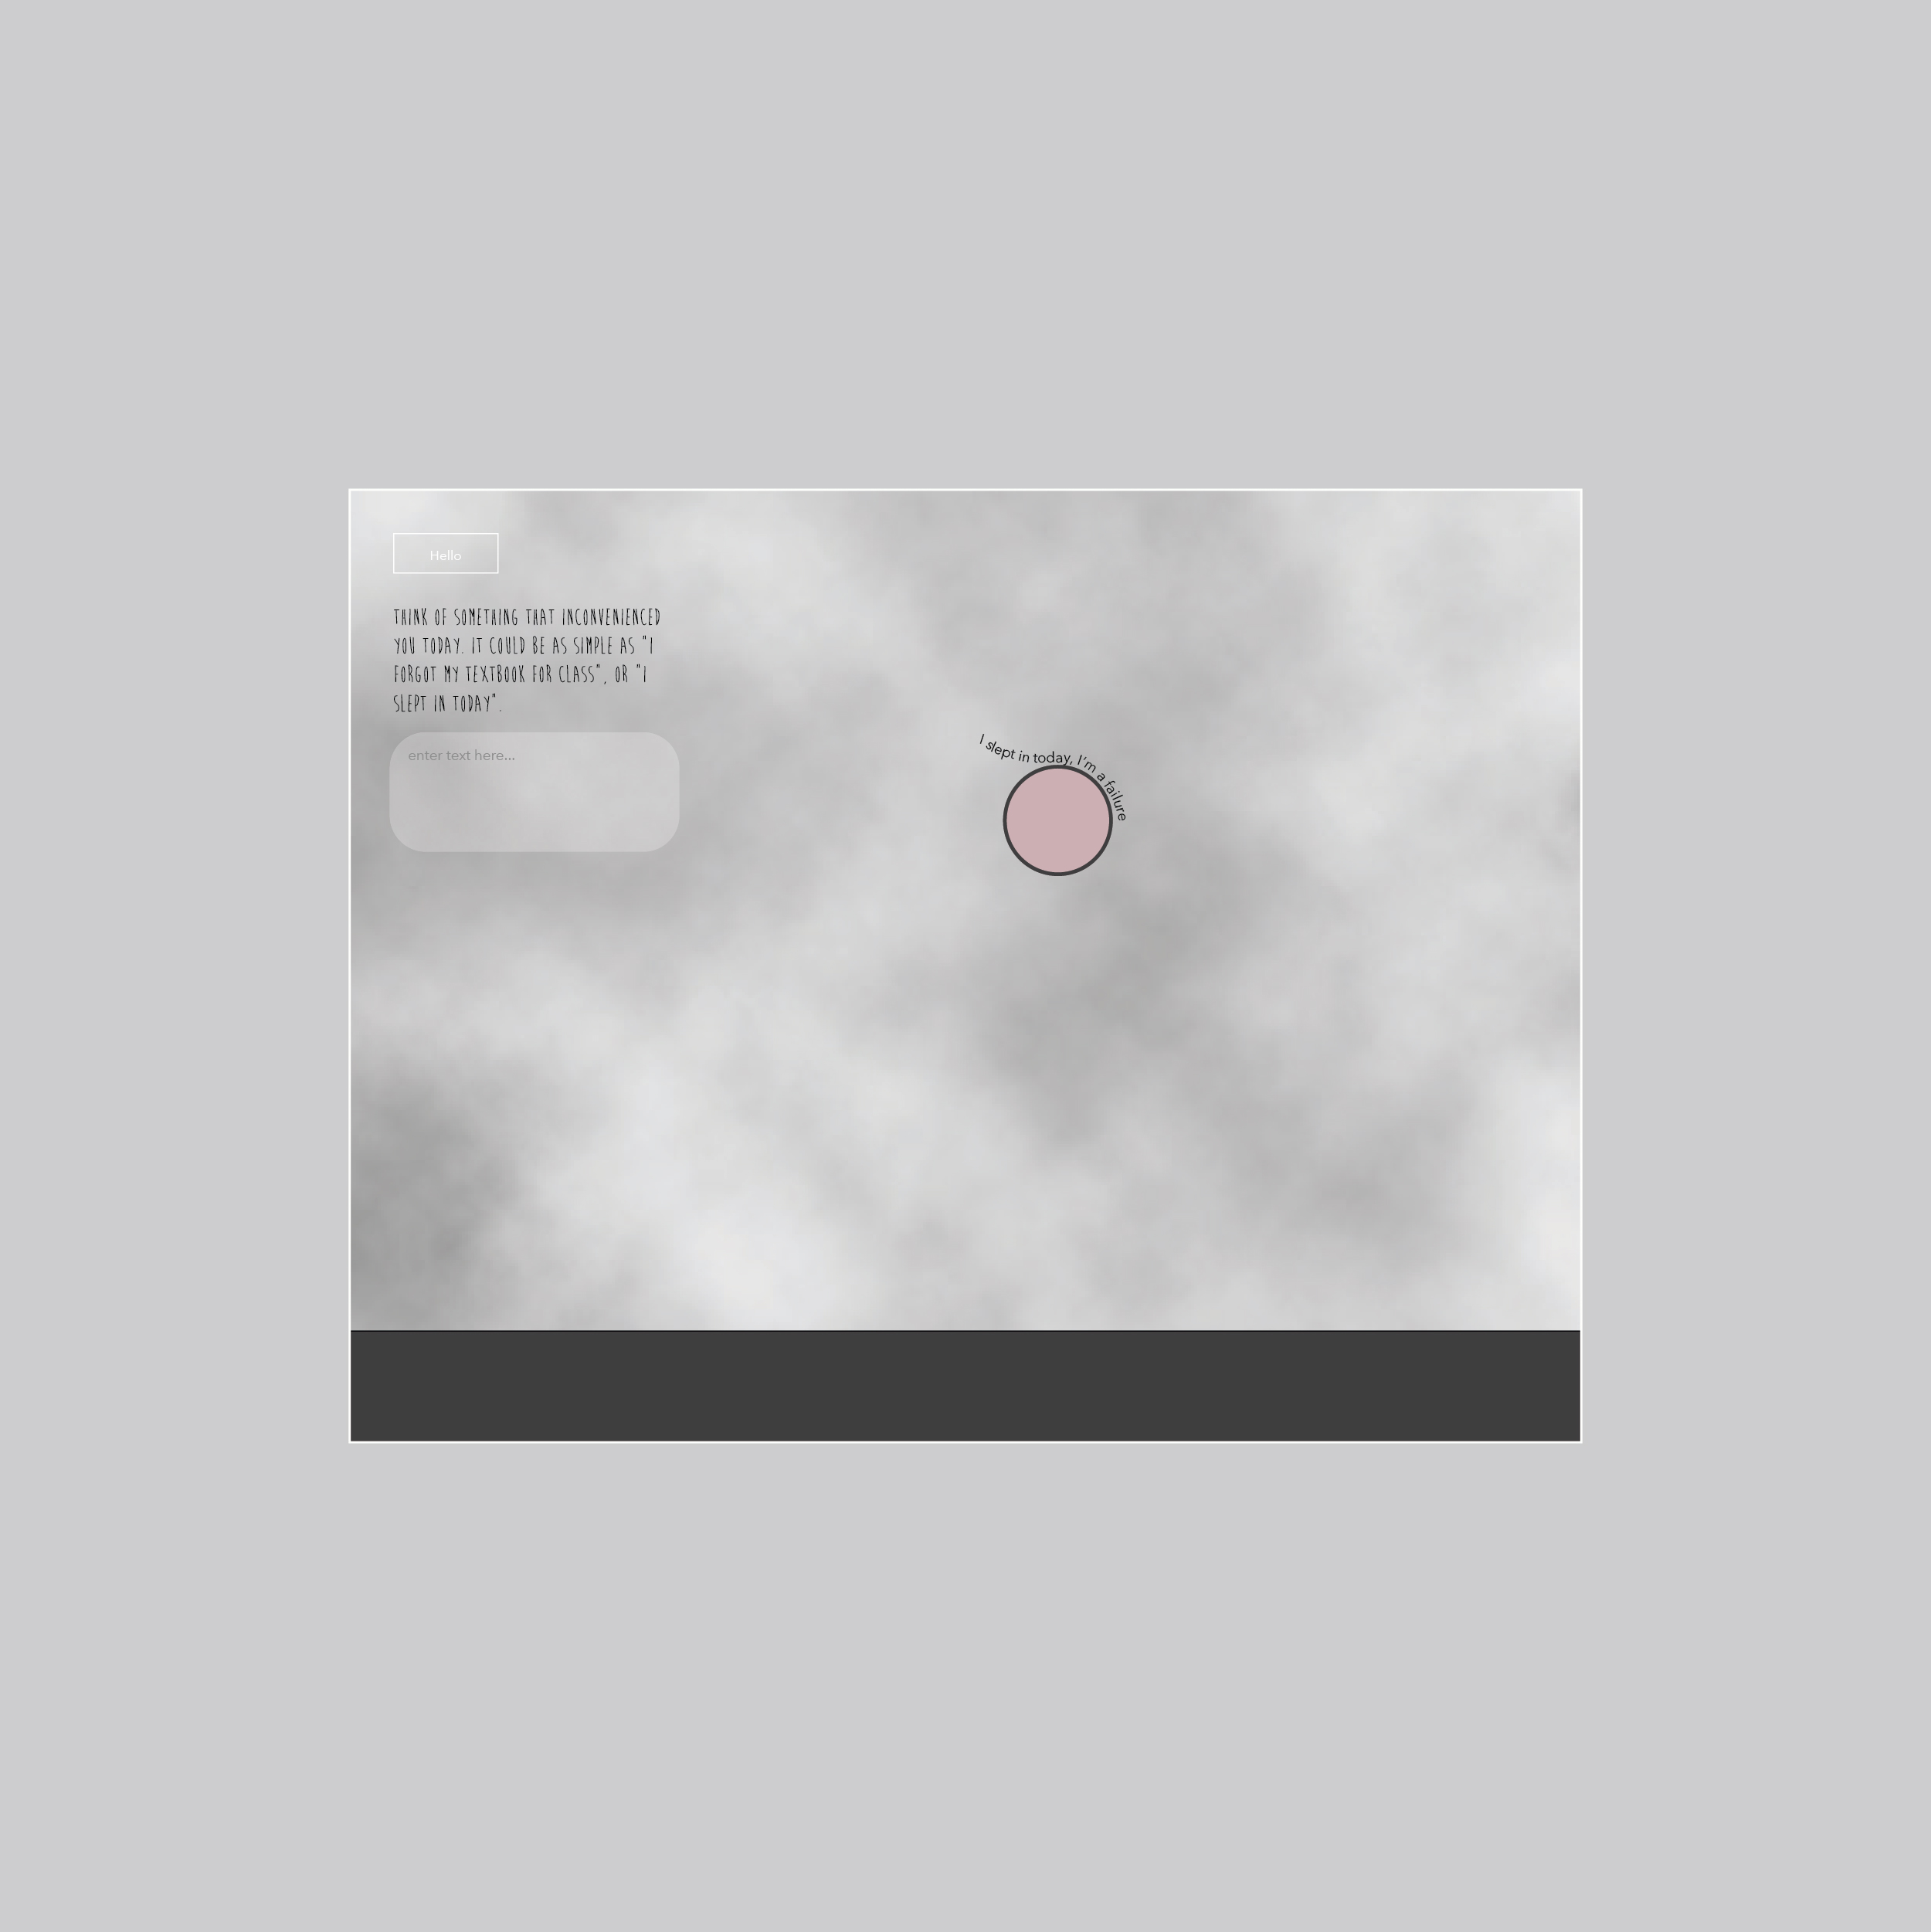 Hello
THINK OF SOMETHING THAT INCONVENIENCED
YOU TODAY. IT COULD BE AS SIMPLE AS "I
FORGOT MY TEXTBOOK FOR CLASS", OR "I
SLEPT IN TODAY".
enter text here...
I slept in today, I'm a failure